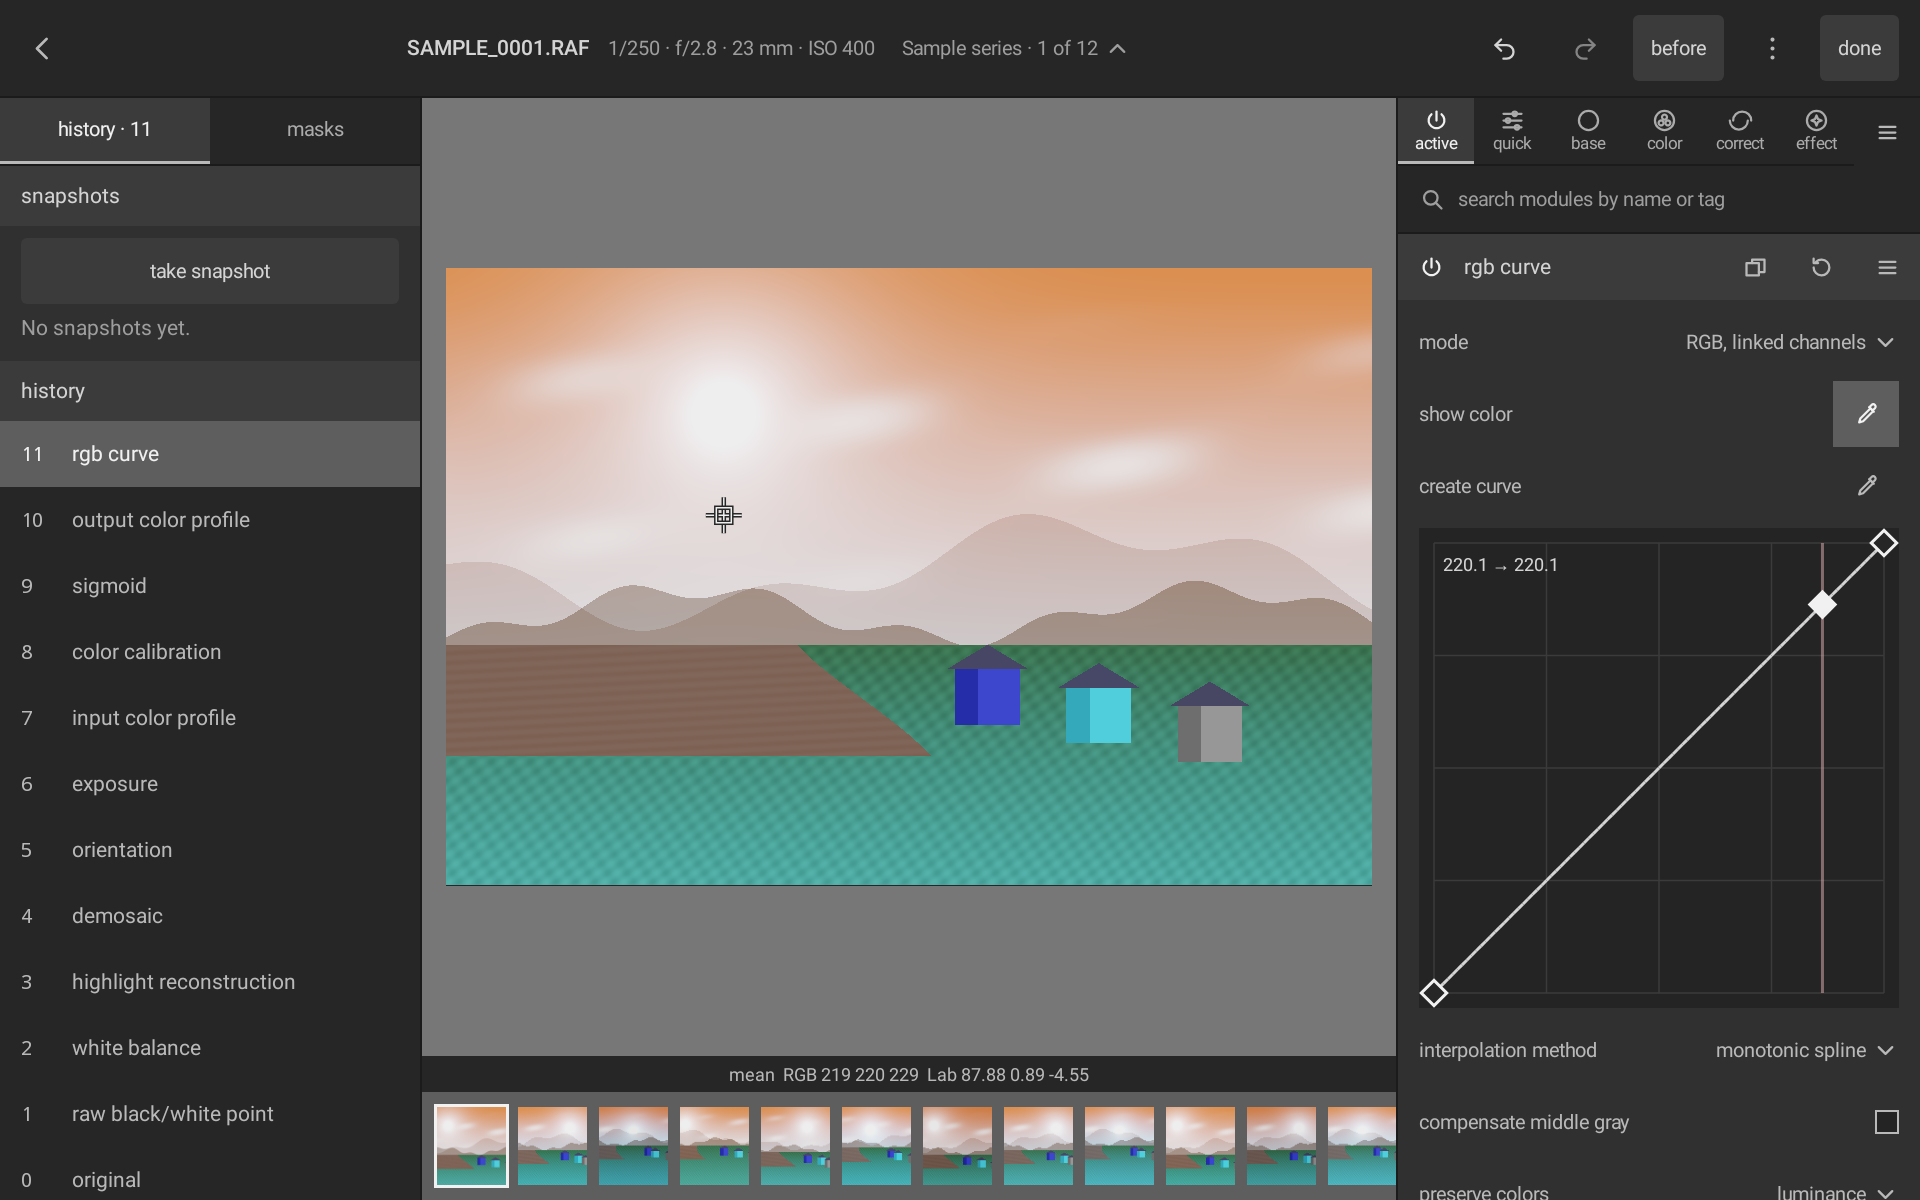 SAMPLE_0001.RAF 1/250 · f/2.8 · 23 mm · ISO 400 Sample series · 1 of 12
before
done
history · 11
masks
snapshots
take snapshot
No snapshots yet.
history
11 rgb curve
10 output color profile
9 sigmoid
8 color calibration
7 input color profile
6 exposure
5 orientation
4 demosaic
3 highlight reconstruction
2 white balance
1 raw black/white point
0 original
mean RGB 219 220 229 Lab 87.88 0.89 -4.55
active
quick
base
color
correct
effect
search modules by name or tag
rgb curve
mode RGB, linked channels
show color
create curve
220.1 → 220.1
interpolation method monotonic spline
compensate middle gray
preserve colors luminance